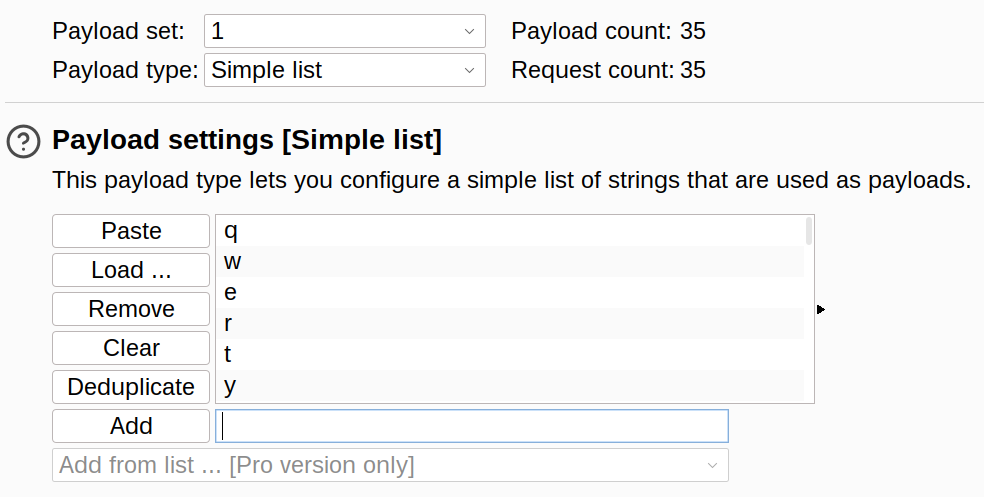 Payload set: 1 Payload count: 35
Payload type: Simple list Request count: 35
Payload settings [Simple list]
This payload type lets you configure a simple list of strings that are used as payloads.
Paste
Load ...
Remove
Clear
Deduplicate
q
w
e
r
t
y
Add
Add from list ... [Pro version only]